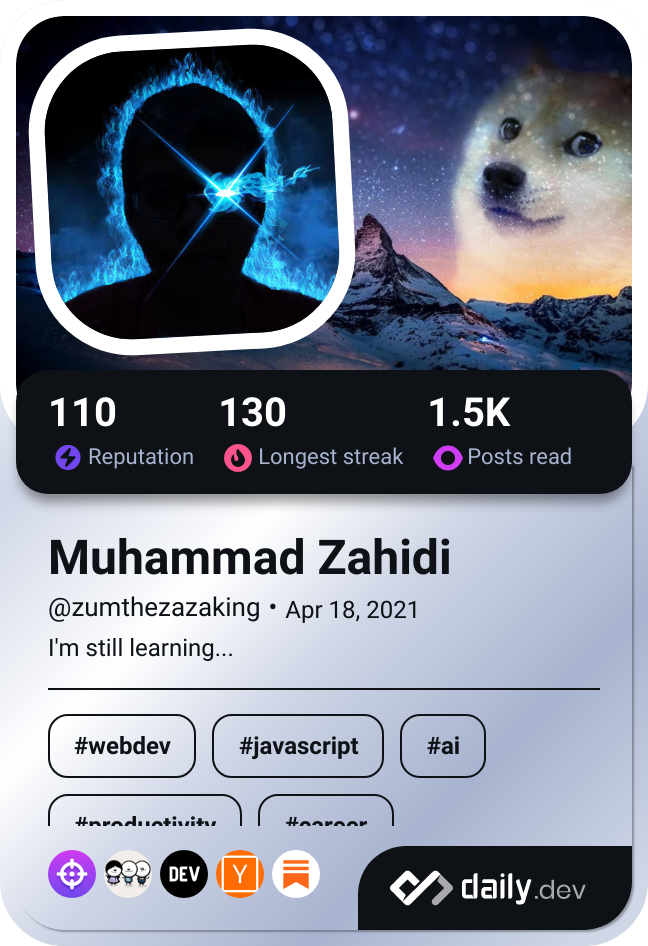 110 130 1.5K
Reputation Longest streak Posts read
Muhammad Zahidi
@zumthezazaking • Apr 18, 2021
I'm still learning...
#webdev #javascript #ai
#productivity #career
DEV Y
daily.dev